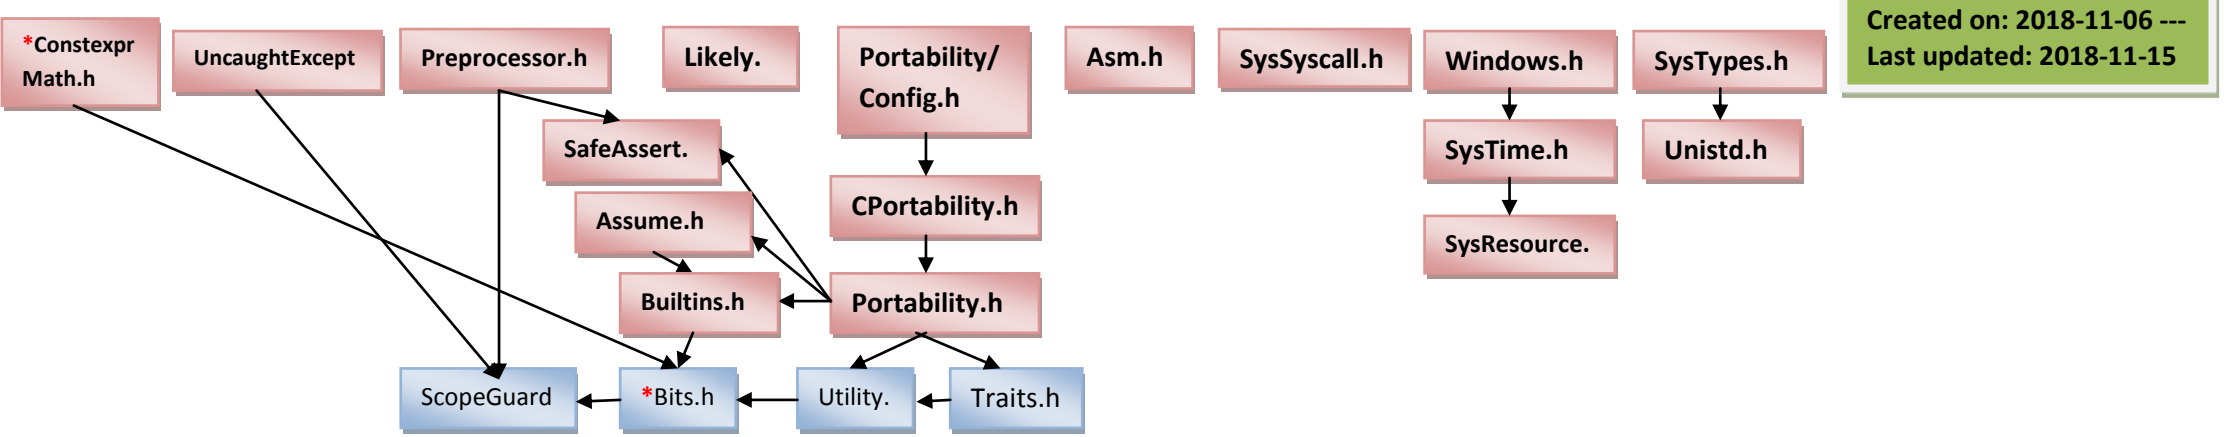 *Constexpr
Math.h
UncaughtExcept
Preprocessor.h
Likely.
Portability/
Config.h
Asm.h
SysSyscall.h
Windows.h
SysTypes.h
Created on: 2018-11-06 ---
Last updated: 2018-11-15
SafeAssert.
SysTime.h
Unistd.h
Assume.h
CPortability.h
SysResource.
Builtins.h
Portability.h
ScopeGuard
*Bits.h
Utility.
Traits.h